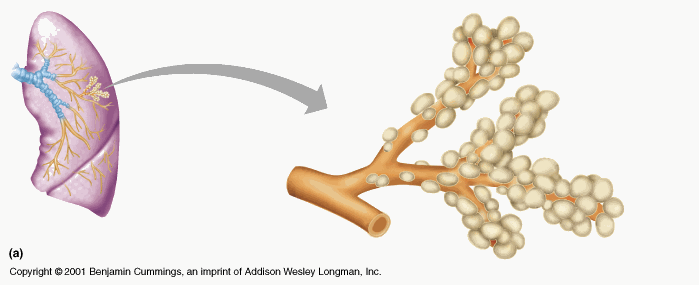 (a)
Copyright © 2001 Benjamin Cummings, an imprint of Addison Wesley Longman, Inc.